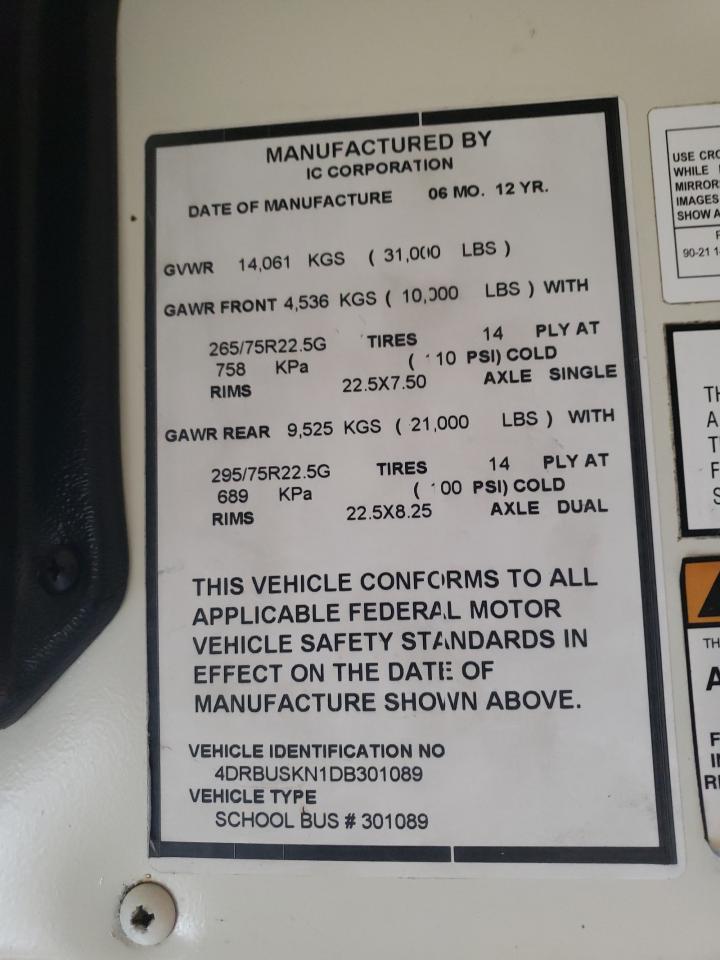 MANUFACTURED BY
IC CORPORATION
DATE OF MANUFACTURE 06 MO. 12 YR.
GVWR 14,061 KGS ( 31,000 LBS )
GAWR FRONT 4,536 KGS ( 10,000 LBS ) WITH
265/75R22.5G TIRES 14 PLY AT
758 KPa ( 110 PSI) COLD
RIMS 22.5X7.50 AXLE SINGLE
GAWR REAR 9,525 KGS ( 21,000 LBS ) WITH
295/75R22.5G TIRES 14 PLY AT
689 KPa ( 100 PSI) COLD
RIMS 22.5X8.25 AXLE DUAL
THIS VEHICLE CONFORMS TO ALL
APPLICABLE FEDERAL MOTOR
VEHICLE SAFETY STANDARDS IN
EFFECT ON THE DATE OF
MANUFACTURE SHOWN ABOVE.
VEHICLE IDENTIFICATION NO
4DRBUSKN1DB301089
VEHICLE TYPE
SCHOOL BUS # 301089
USE CRO
WHILE
MIRROR
IMAGES
SHOW A
90-21 1